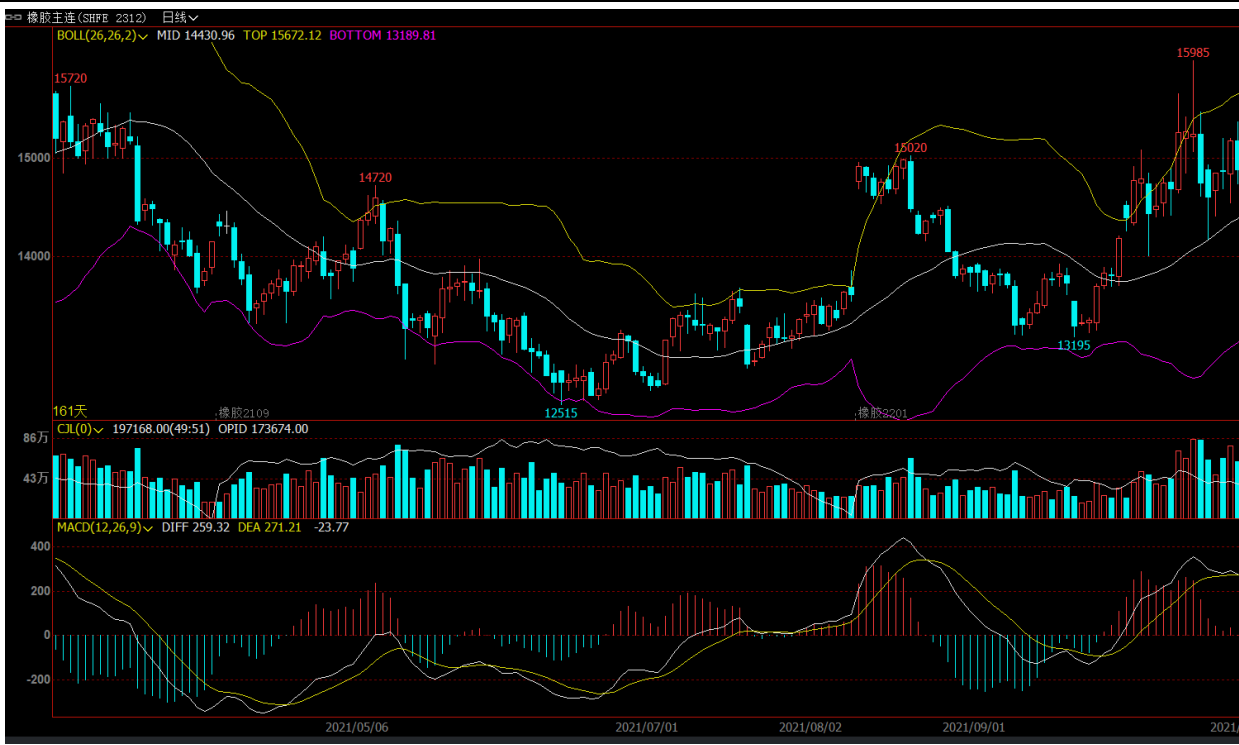 橡胶主连(SHFE 2312) 日线
BOLL(26,26,2) MID 14430.96 TOP 15672.12 BOTTOM 13189.81
15985
15720
15000
15020
14720
14000
13195
12515
161天
橡胶2109
橡胶2201
CJL(0) 197168.00(49:51) OPID 173674.00
86万
43万
MACD(12,26,9) DIFF 259.32 DEA 271.21 -23.77
400
200
0
-200
2021/05/06 2021/07/01 2021/08/02 2021/09/01 2021/